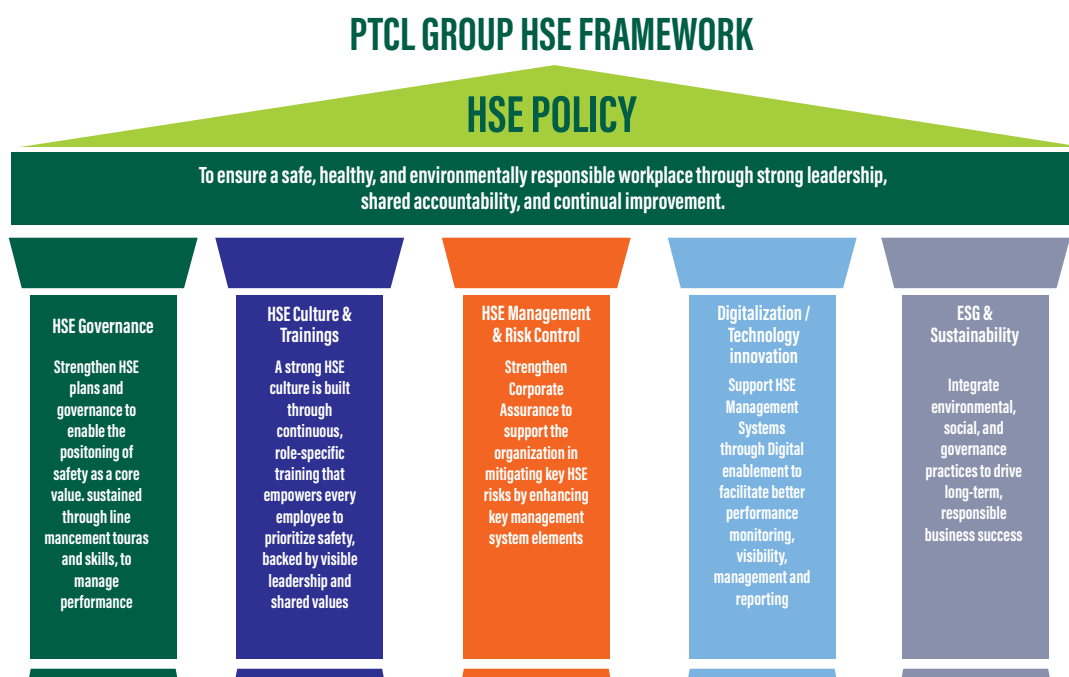 PTCL GROUP HSE FRAMEWORK
HSE POLICY
To ensure a safe, healthy, and environmentally responsible workplace through strong leadership,
shared accountability, and continual improvement.
HSE Governance
Strengthen HSE
plans and
governance to
enable the
positoning of
safety as a core
value. sustained
through line
mancement touras
and skills, to
manage
performance
HSE Culture &
Trainings
A strong HSE
culture is built
through
continuous,
role-specific
training that
empowers every
employee to
prioritize safety,
backed by visible
leadership and
shared values
HSE Management
& Risk Control
Strengthen
Corporate
Assurance to
support the
organization in
mitigating key HSE
risks by enhancing
key management
system elements
Digitalization /
Technology
innovation
Support HSE
Management
Systems
through Digital
enablement to
facilitate better
performance
monitoring,
visibility,
management and
reporting
ESG &
Sustainability
Integrate
environmental,
social, and
governance
practices to drive
long-term,
responsible
business success